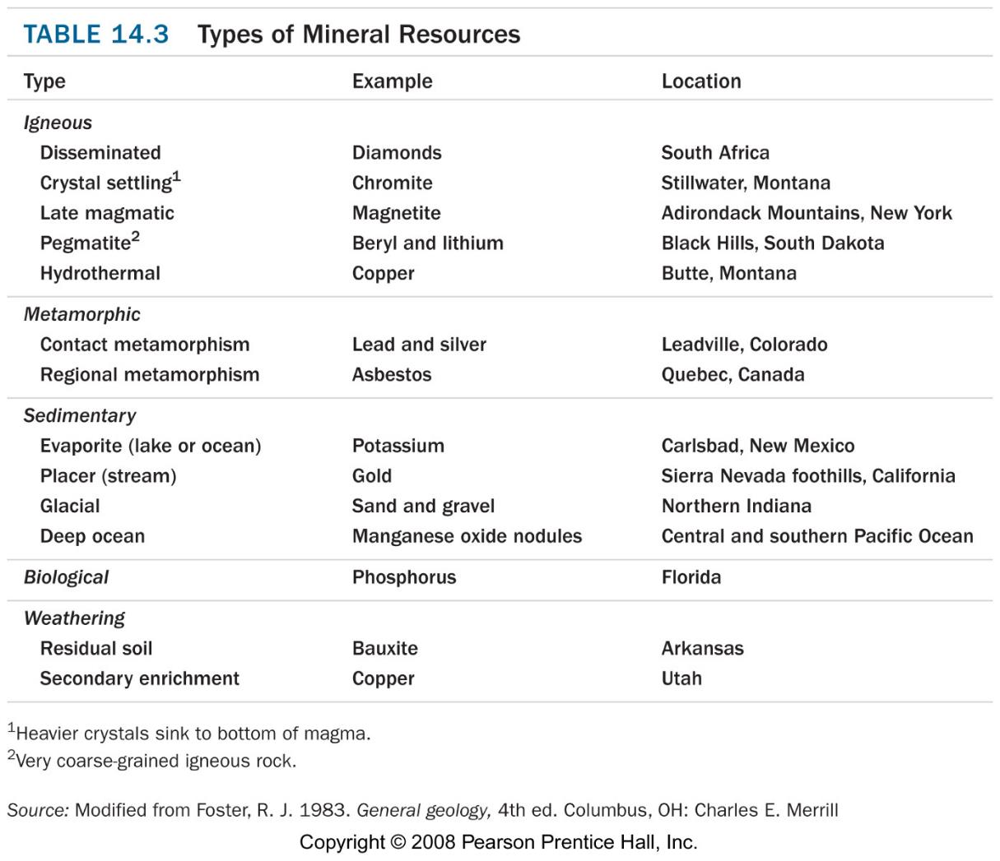 TABLE 14.3 Types of Mineral Resources
Type Example Location
Igneous
Disseminated Diamonds South Africa
Crystal settling¹ Chromite Stillwater, Montana
Late magmatic Magnetite Adirondack Mountains, New York
Pegmatite² Beryl and lithium Black Hills, South Dakota
Hydrothermal Copper Butte, Montana
Metamorphic
Contact metamorphism Lead and silver Leadville, Colorado
Regional metamorphism Asbestos Quebec, Canada
Sedimentary
Evaporite (lake or ocean) Potassium Carlsbad, New Mexico
Placer (stream) Gold Sierra Nevada foothills, California
Glacial Sand and gravel Northern Indiana
Deep ocean Manganese oxide nodules Central and southern Pacific Ocean
Biological Phosphorus Florida
Weathering
Residual soil Bauxite Arkansas
Secondary enrichment Copper Utah
¹Heavier crystals sink to bottom of magma.
²Very coarse-grained igneous rock.
Source: Modified from Foster, R. J. 1983. General geology, 4th ed. Columbus, OH: Charles E. Merrill
Copyright © 2008 Pearson Prentice Hall, Inc.